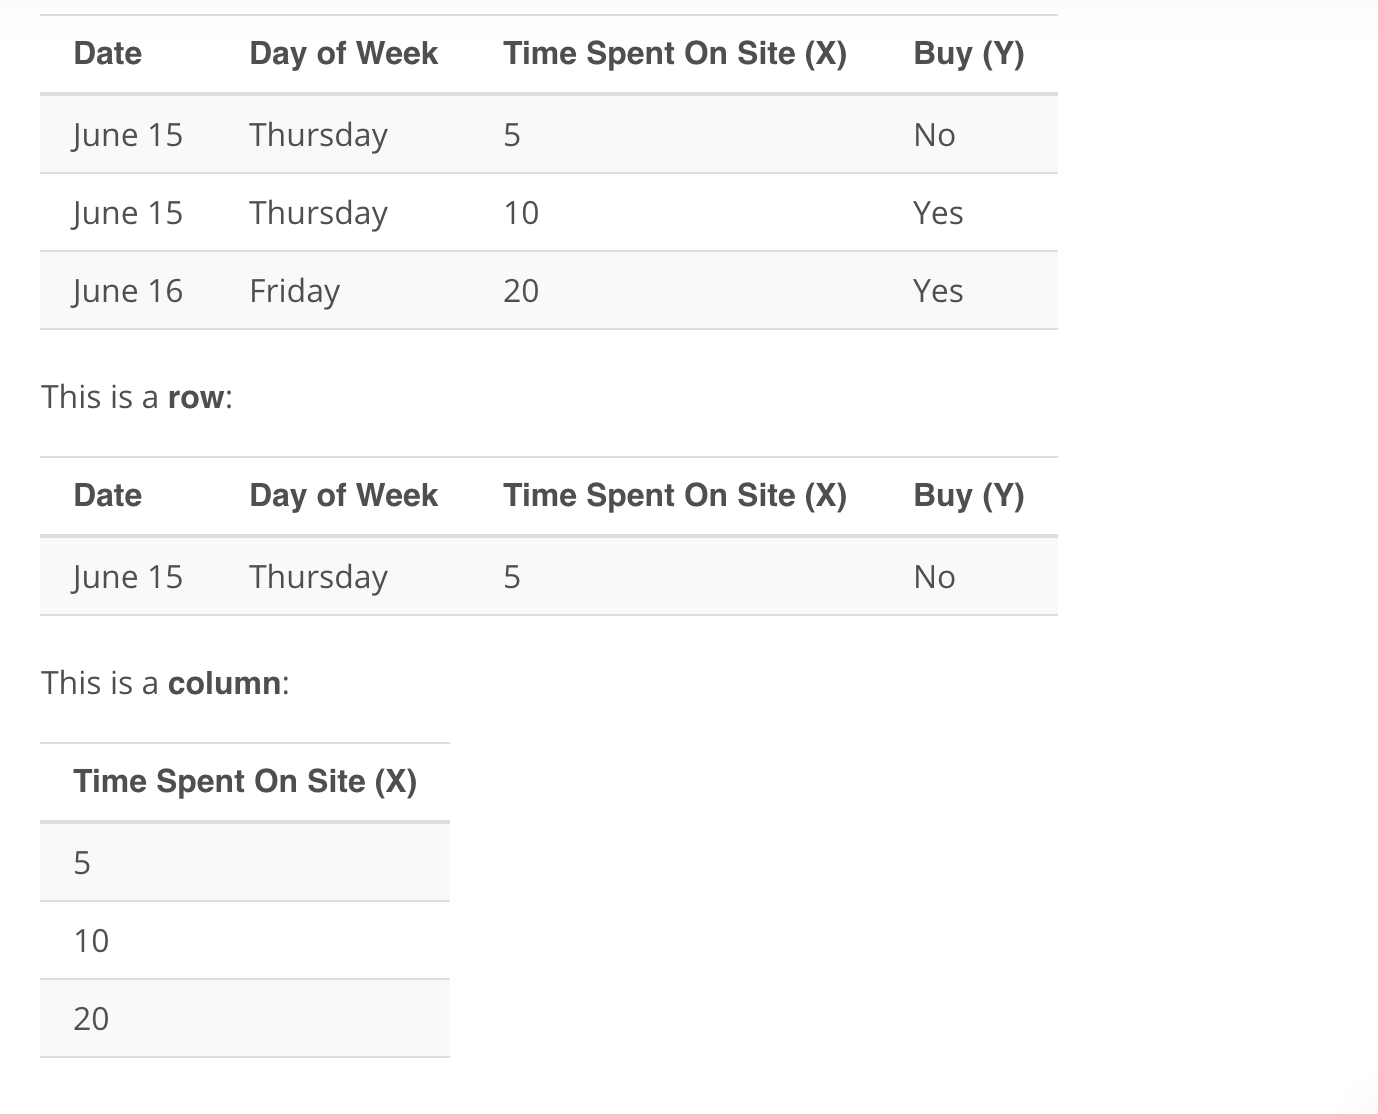 Date Day of Week Time Spent On Site (X) Buy (Y)
June 15 Thursday 5 No
June 15 Thursday 10 Yes
June 16 Friday 20 Yes
This is a row:
Date Day of Week Time Spent On Site (X) Buy (Y)
June 15 Thursday 5 No
This is a column:
Time Spent On Site (X)
5
10
20